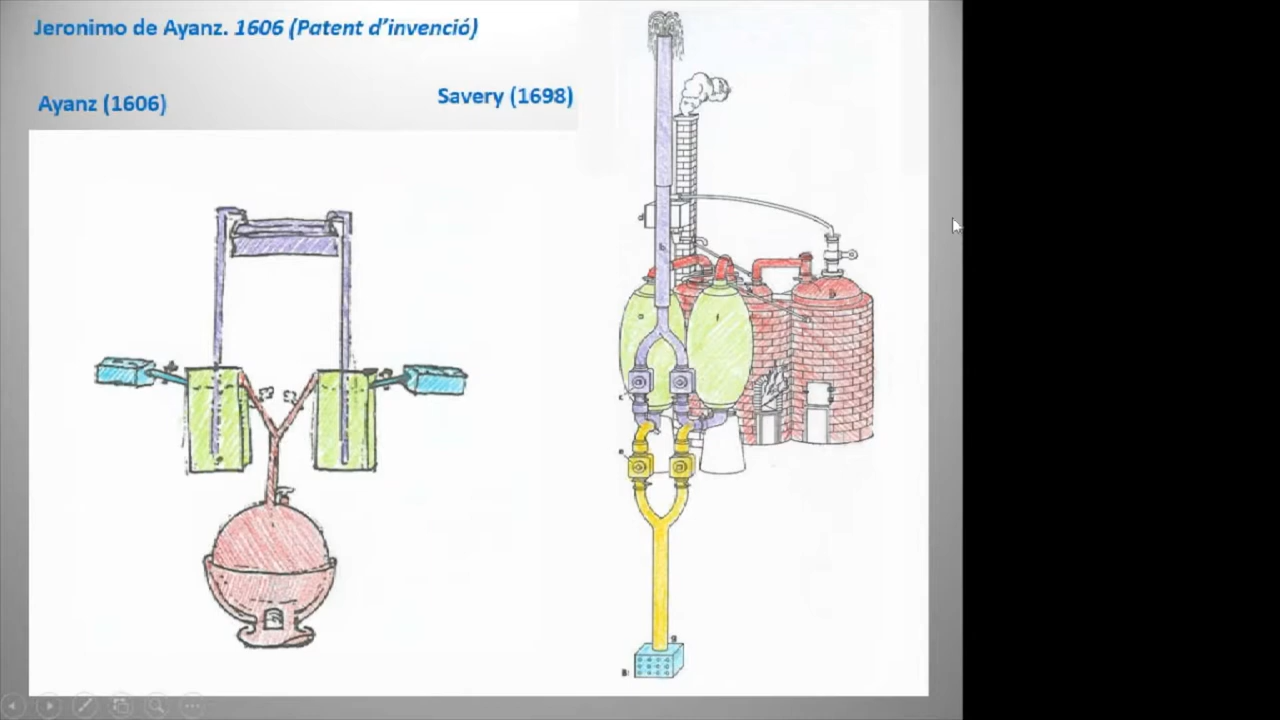 Jeronimo de Ayanz. 1606 (Patent d'invenció)
Ayanz (1606)
Savery (1698)